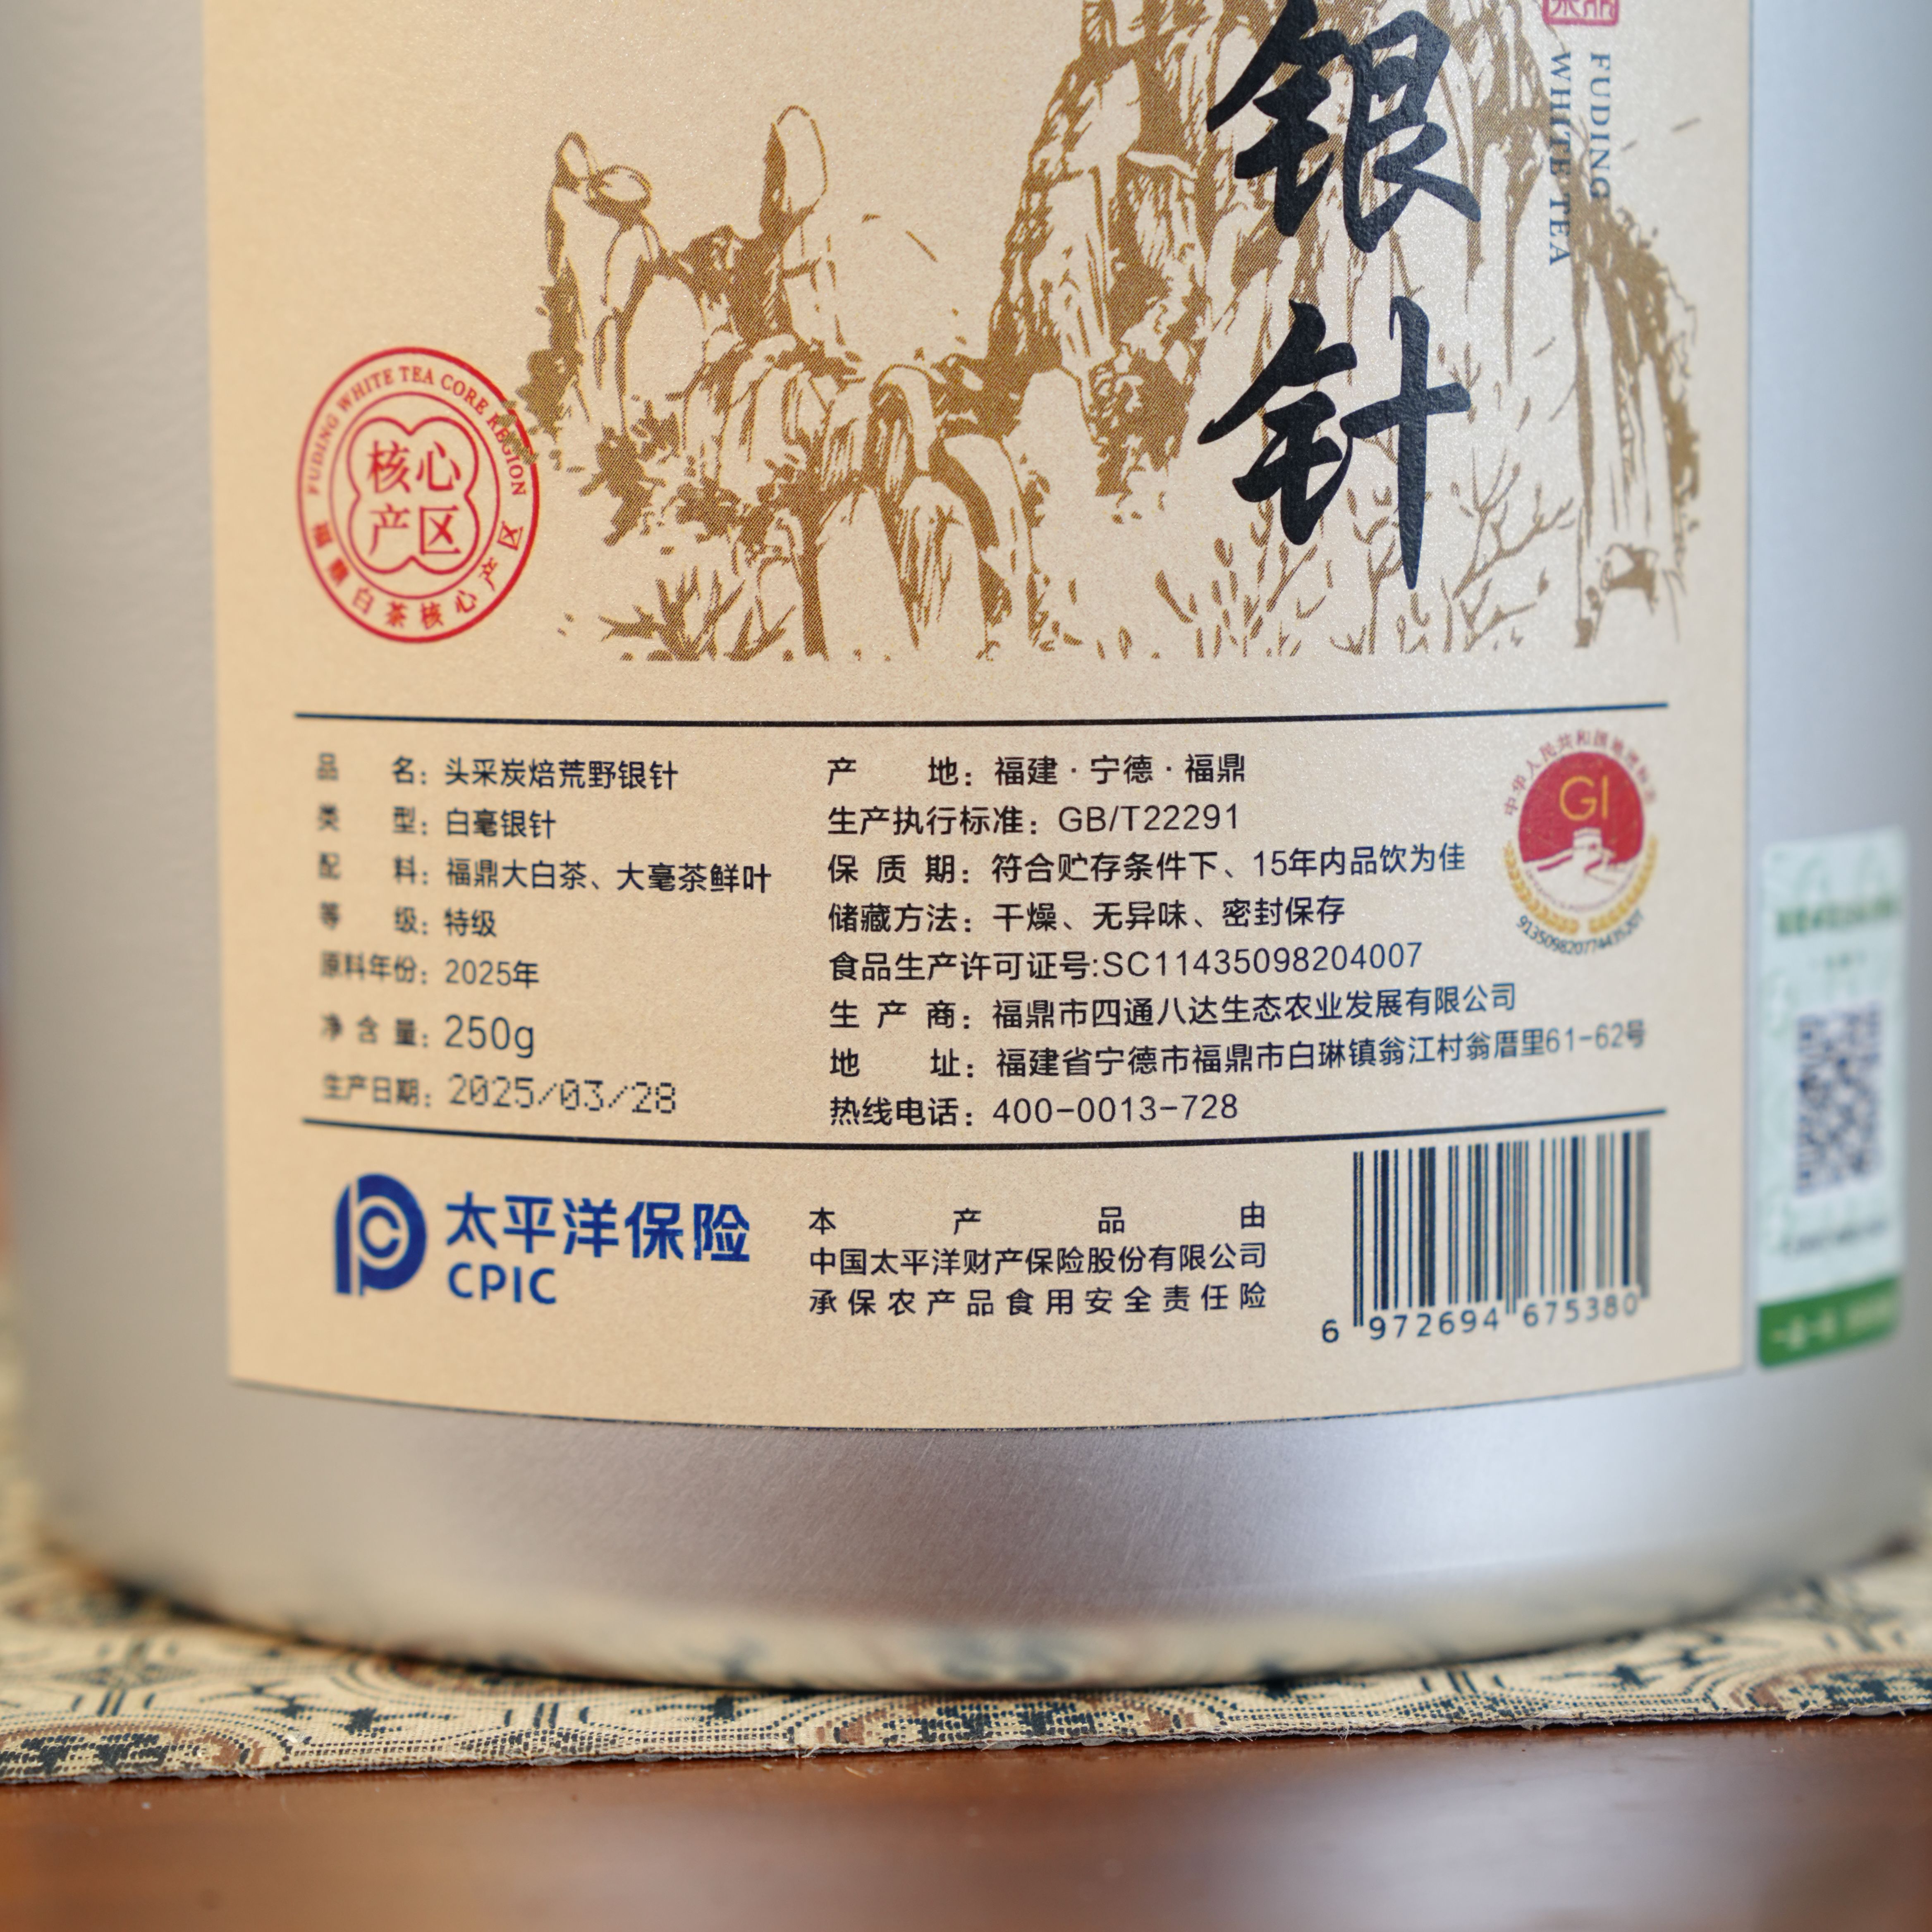 银针
FUDING
WHITE TEA
FUDING WHITE TEA CORE REGION
核心
产区
福鼎白茶核心产区
品 名：头采炭焙荒野银针
类 型：白毫银针
配 料：福鼎大白茶、大毫茶鲜叶
等 级：特级
原料年份：2025年
净 含 量：250g
生产日期：2025/03/28
产 地：福建·宁德·福鼎
生产执行标准：GB/T22291
保 质 期：符合贮存条件下、15年内品饮为佳
储藏方法：干燥、无异味、密封保存
食品生产许可证号:SC11435098204007
生 产 商：福鼎市四通八达生态农业发展有限公司
地 址：福建省宁德市福鼎市白琳镇翁江村翁厝里61-62号
热线电话：400-0013-728
中华人民共和国地理标志
GI
太平洋保险
CPIC
本产品由
中国太平洋财产保险股份有限公司
承保农产品食用安全责任险
6 972694 675380